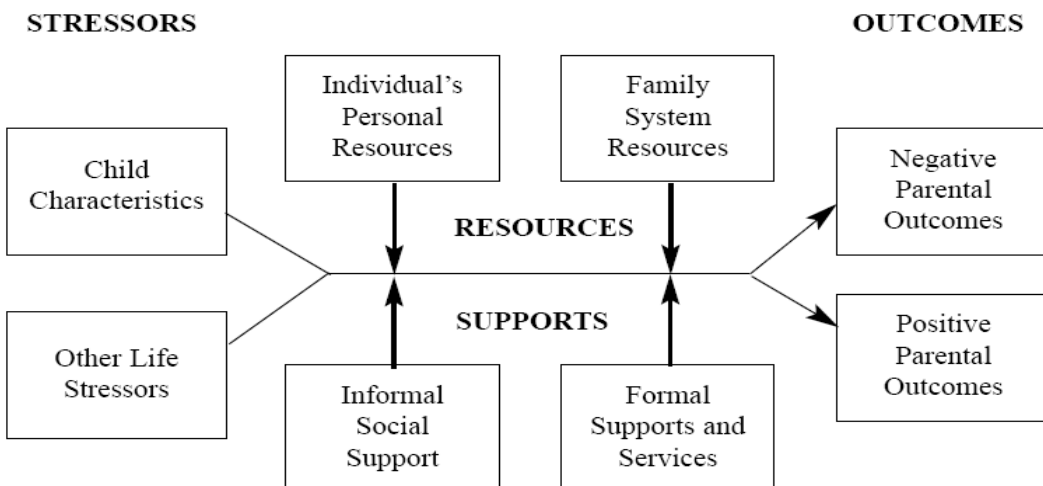 STRESSORS
OUTCOMES
Individual’s
Personal
Resources
Family
System
Resources
Child
Characteristics
Negative
Parental
Outcomes
RESOURCES
SUPPORTS
Other Life
Stressors
Positive
Parental
Outcomes
Informal
Social
Support
Formal
Supports and
Services